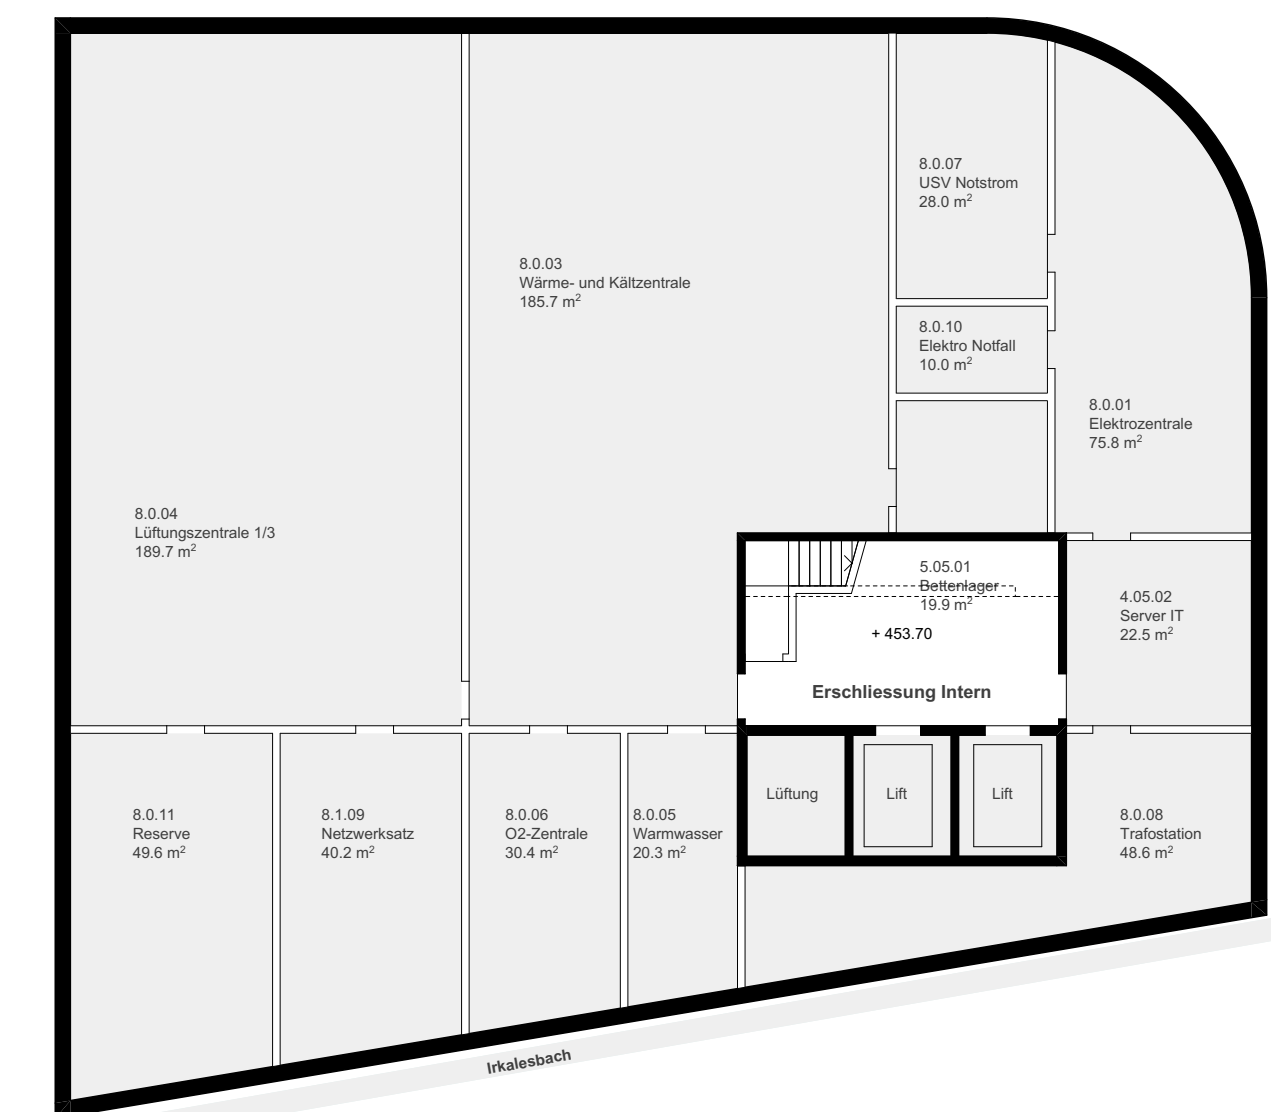 8.0.07
USV Notstrom
28.0 m²
8.0.03
Wärme- und Kältzentrale
185.7 m²
8.0.10
Elektro Notfall
10.0 m²
8.0.01
Elektrozentrale
75.8 m²
8.0.04
Lüftungszentrale 1/3
189.7 m²
5.05.01
Bettenlager
19.9 m²
4.05.02
Server IT
22.5 m²
+ 453.70
Erschliessung Intern
Lüftung
Lift
Lift
8.0.11
Reserve
49.6 m²
8.1.09
Netzwerksatz
40.2 m²
8.0.06
O2-Zentrale
30.4 m²
8.0.05
Warmwasser
20.3 m²
8.0.08
Trafostation
48.6 m²
Irkalesbach